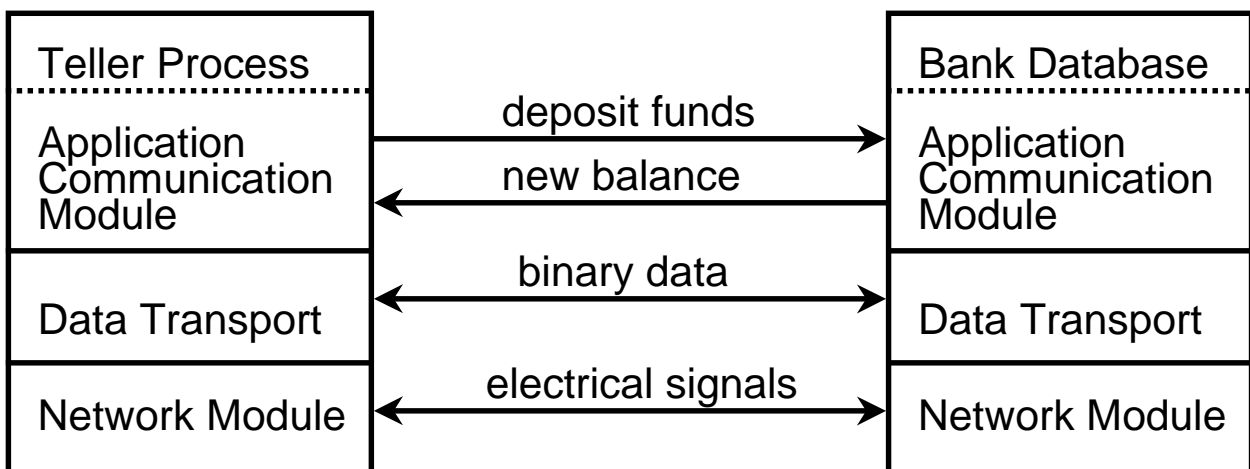 Teller Process
Application
Communication
Module
Data Transport
Network Module
deposit funds
new balance
binary data
electrical signals
Bank Database
Application
Communication
Module
Data Transport
Network Module